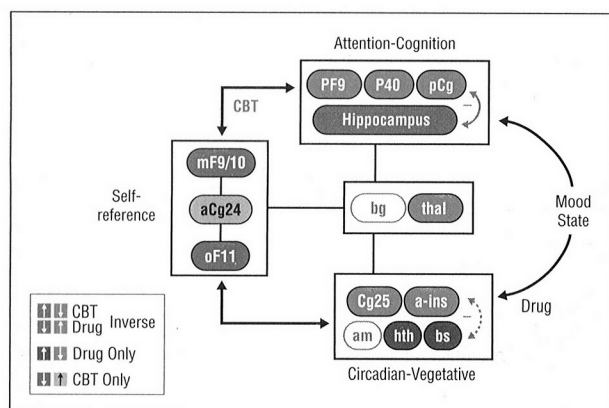 Attention-Cognition
PF9 P40 pCg
Hippocampus
CBT
mF9/10
aCg24
oF11
Self-
reference
bg thal
Mood
State
Cg25 a-ins
am hth bs
Drug
Circadian-Vegetative
↑ ↓ CBT
↓ ↑ Drug Inverse
↑ ↓ Drug Only
↓ ↑ CBT Only